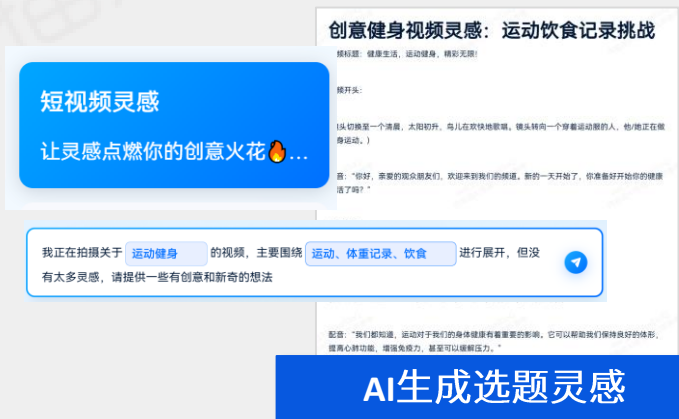 创意健身视频灵感：运动饮食记录挑战
频标题：健康生活，运动健身，精彩无限！
短视频灵感
频开头：
让灵感点燃你的创意火花🔥...
头切换至一个清晨，太阳初升，鸟儿在欢快地歌唱。镜头转向一个穿着运动服的人，他/她正在做
身运动。)
音：“你好，亲爱的观众朋友们，欢迎来到我们的频道。新的一天开始了，你准备好开始你的健康
活了吗？”
我正在拍摄关于 运动健身 的视频，主要围绕 运动、体重记录、饮食 进行展开，但没
有太多灵感，请提供一些有创意和新奇的想法
配音：“我们都知道，运动对于我们的身体健康有着重要的影响。它可以帮助我们保持良好的体形，
提高心肺功能，增强免疫力，甚至可以缓解压力。”
AI生成选题灵感